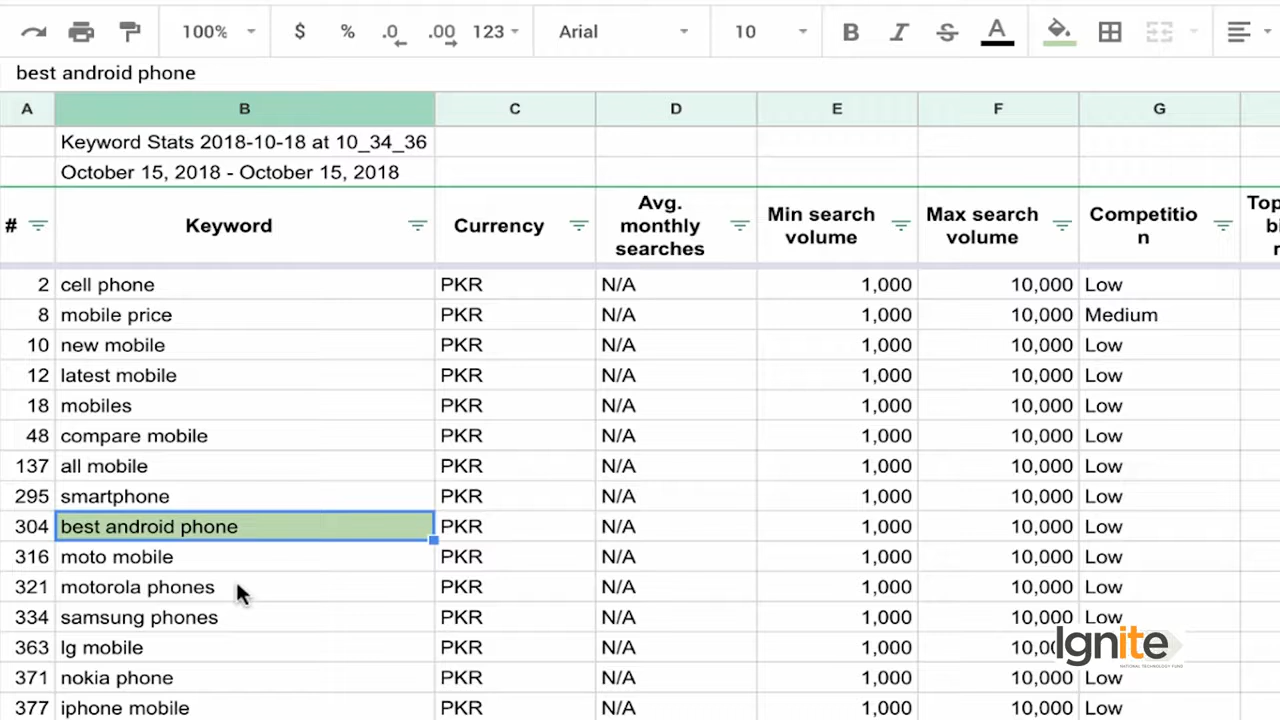 100% $ % .0 .00 123 Arial 10 B I S A
best android phone
A B C D E F G
Keyword Stats 2018-10-18 at 10_34_36
October 15, 2018 - October 15, 2018
# Keyword Currency Avg. monthly searches Min search volume Max search volume Competitio n Top bi
2 cell phone PKR N/A 1,000 10,000 Low
8 mobile price PKR N/A 1,000 10,000 Medium
10 new mobile PKR N/A 1,000 10,000 Low
12 latest mobile PKR N/A 1,000 10,000 Low
18 mobiles PKR N/A 1,000 10,000 Low
48 compare mobile PKR N/A 1,000 10,000 Low
137 all mobile PKR N/A 1,000 10,000 Low
295 smartphone PKR N/A 1,000 10,000 Low
304 best android phone PKR N/A 1,000 10,000 Low
316 moto mobile PKR N/A 1,000 10,000 Low
321 motorola phones PKR N/A 1,000 10,000 Low
334 samsung phones PKR N/A 1,000 10,000 Low
363 lg mobile PKR N/A 1,000 10,000 Low
Ignite
NATIONAL TECHNOLOGY FUND
371 nokia phone PKR N/A 1,000 10,000 Low
377 iphone mobile PKR N/A 1,000 10,000 Low